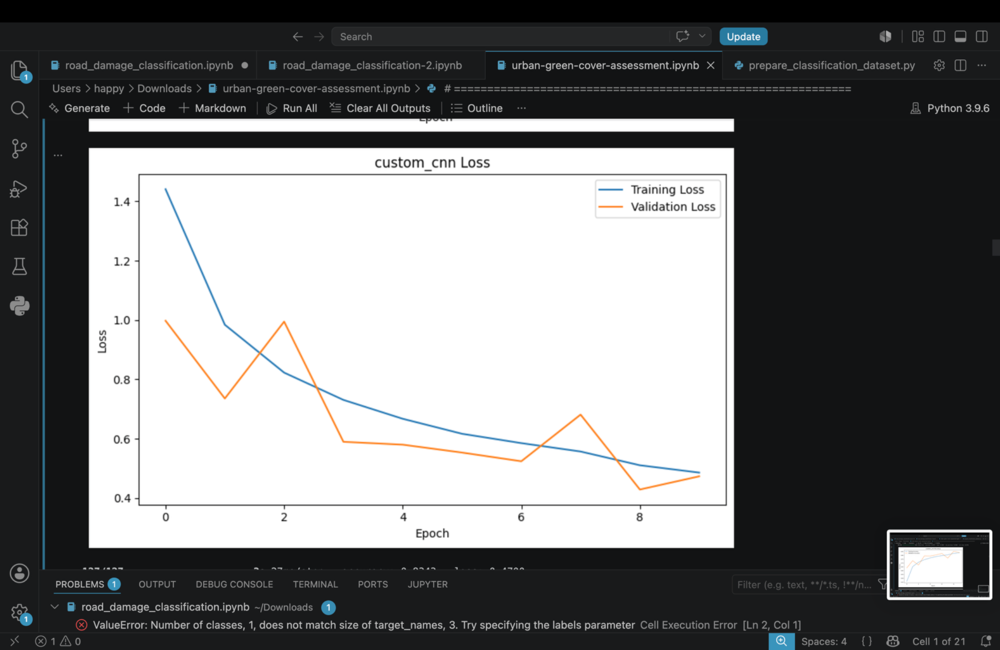 Search
Update
road_damage_classification.ipynb
road_damage_classification-2.ipynb
urban-green-cover-assessment.ipynb
prepare_classification_dataset.py
1
Users > happy > Downloads > urban-green-cover-assessment.ipynb > # ============================================================
Generate
Code
Markdown
Run All
Clear All Outputs
Outline
Python 3.9.6
Epoch
custom_cnn Loss
Training Loss
Validation Loss
1.4
1.2
1.0
0.8
0.6
0.4
Loss
0 2 4 6 8
Epoch
PROBLEMS 1
OUTPUT
DEBUG CONSOLE
TERMINAL
PORTS
JUPYTER
Filter (e.g. text, **/*.ts, !**/n...
road_damage_classification.ipynb ~/Downloads 1
ValueError: Number of classes, 1, does not match size of target_names, 3. Try specifying the labels parameter Cell Execution Error [Ln 2, Col 1]
1
1 0
Spaces: 4
{ }
Cell 1 of 21